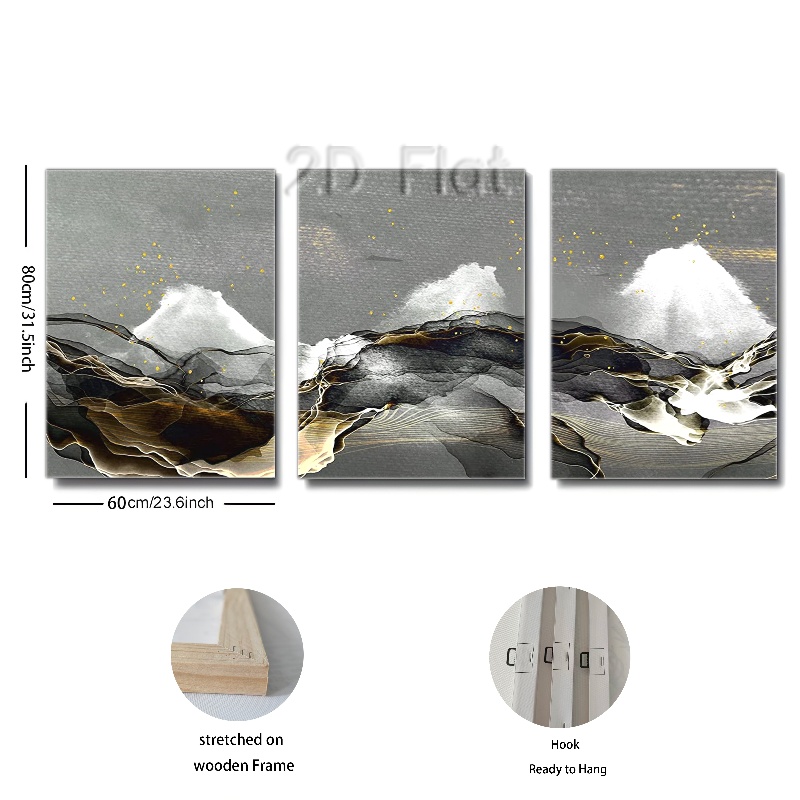 2D Flat
80cm/31.5inch
60cm/23.6inch
stretched on
wooden Frame
Hook
Ready to Hang